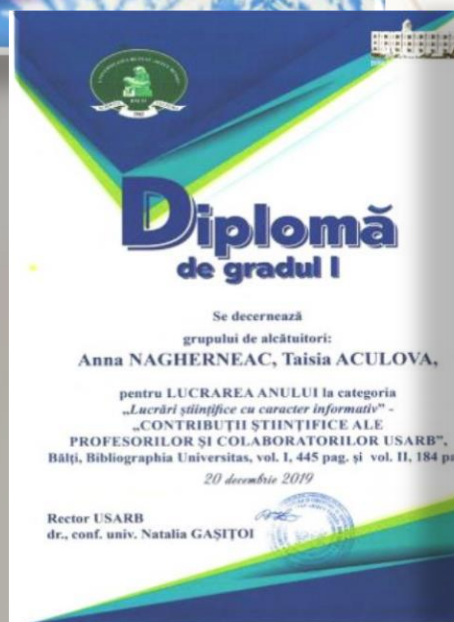 Diplomă
de gradul I
Se decernează
grupului de alcătuitori:
Anna NAGHERNEAC, Taisia ACULOVA,
pentru LUCRAREA ANULUI la categoria
„Lucrări științifice cu caracter informativ” -
„CONTRIBUȚII ȘTIINȚIFICE ALE
PROFESORILOR ȘI COLABORATORILOR USARB”,
Bălți, Bibliographia Universitas, vol. I, 445 pag. și vol. II, 184 pa
20 decembrie 2019
Rector USARB
dr., conf. univ. Natalia GAȘIȚOI